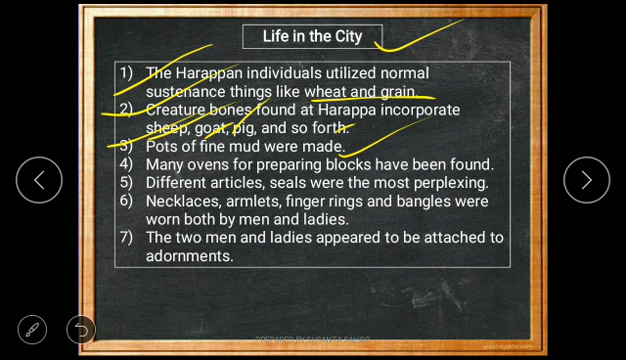 Life in the City
1) The Harappan individuals utilized normal
sustenance things like wheat and grain.
2) Creature bones found at Harappa incorporate
sheep, goat, pig, and so forth.
3) Pots of fine mud were made.
4) Many ovens for preparing blocks have been found.
5) Different articles, seals were the most perplexing.
6) Necklaces, armlets, finger rings and bangles were
worn both by men and ladies.
7) The two men and ladies appeared to be attached to
adornments.
PREPARED BY SUSANTA SAHOO